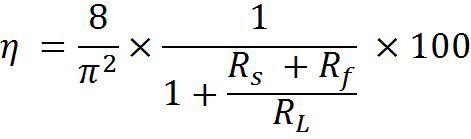 η = 8/π² × 1/(1 + (R_s + R_f)/R_L) × 100